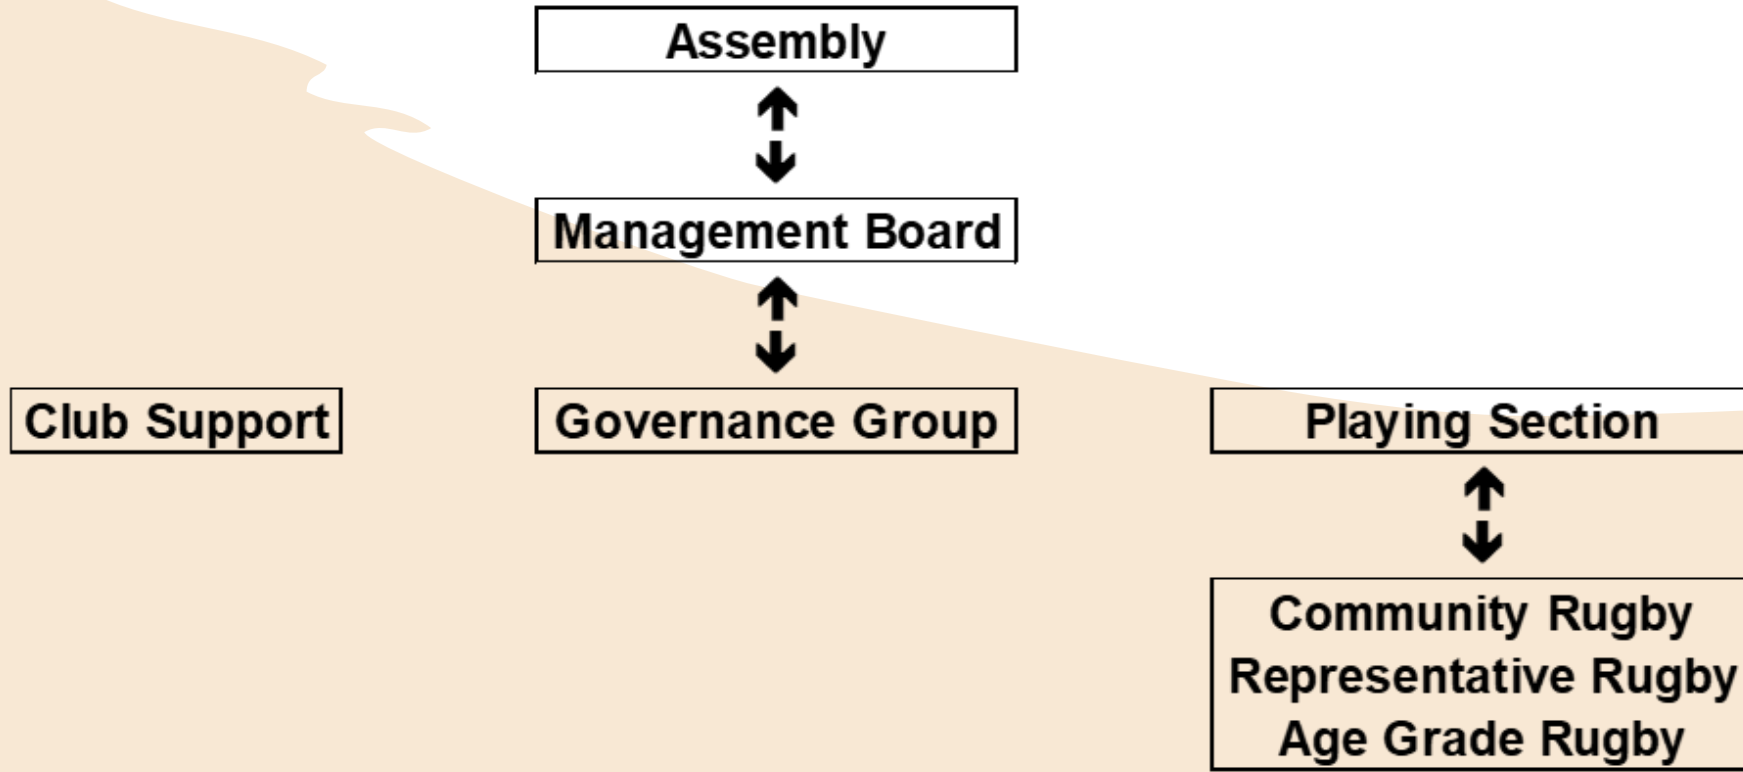 Assembly
Management Board
Club Support
Governance Group
Playing Section
Community Rugby
Representative Rugby
Age Grade Rugby